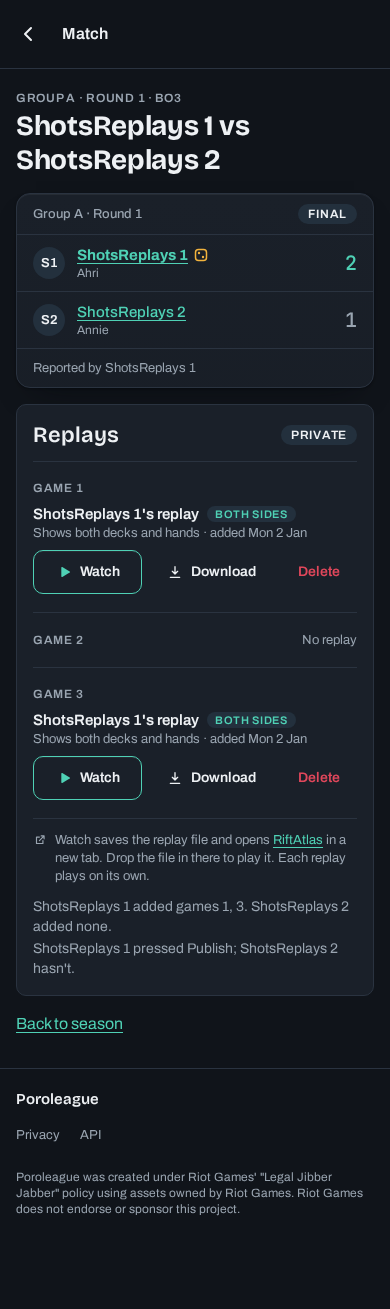 Match
GROUP A · ROUND 1 · BO3
ShotsReplays 1 vs
ShotsReplays 2
Group A · Round 1
FINAL
S1
ShotsReplays 1
Ahri
2
S2
ShotsReplays 2
Annie
1
Reported by ShotsReplays 1
Replays
PRIVATE
GAME 1
ShotsReplays 1's replay BOTH SIDES
Shows both decks and hands · added Mon 2 Jan
Watch Download Delete
GAME 2 No replay
GAME 3
ShotsReplays 1's replay BOTH SIDES
Shows both decks and hands · added Mon 2 Jan
Watch Download Delete
Watch saves the replay file and opens RiftAtlas in a
new tab. Drop the file in there to play it. Each replay
plays on its own.
ShotsReplays 1 added games 1, 3. ShotsReplays 2
added none.
ShotsReplays 1 pressed Publish; ShotsReplays 2
hasn't.
Back to season
Poroleague
Privacy API
Poroleague was created under Riot Games' "Legal Jibber
Jabber" policy using assets owned by Riot Games. Riot Games
does not endorse or sponsor this project.